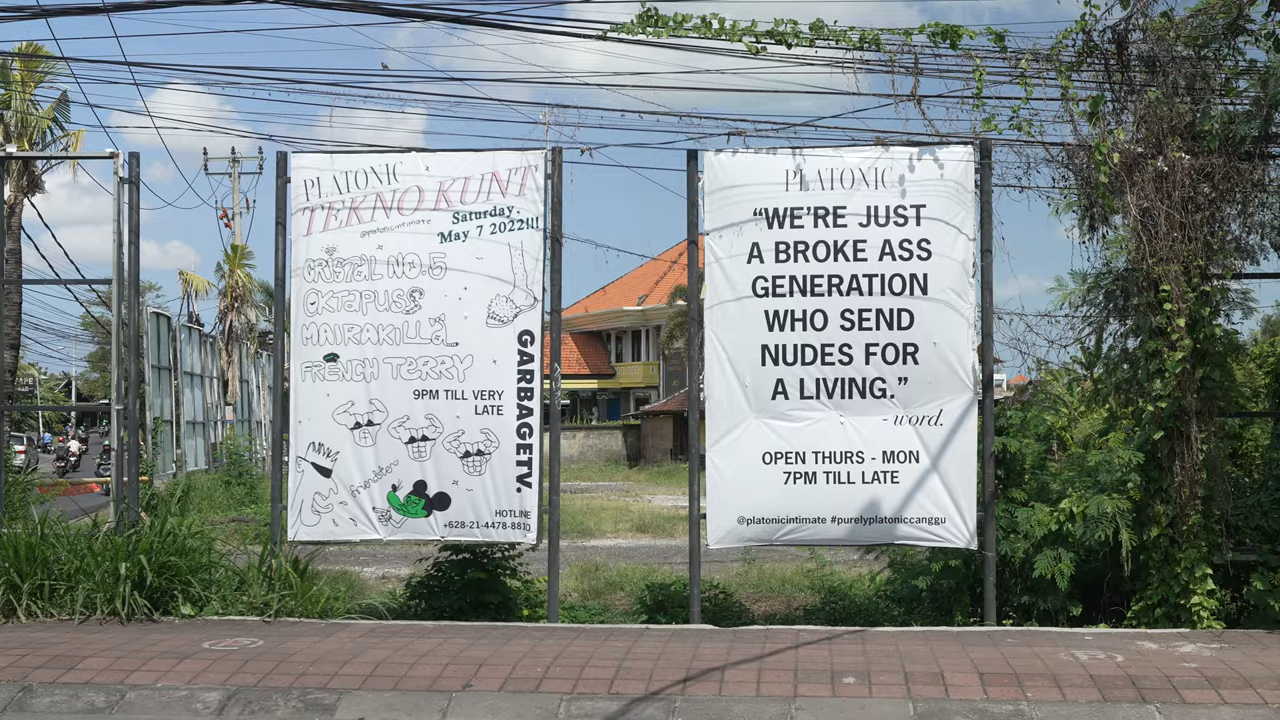 PLATONIC
TEKNO KUNT
@platonicintimate
Saturday,
May 7 2022!!!
CRISTAL NO.5
OKTAPUSS
MAIRAKILLA
FRENCH TERRY
9PM TILL VERY
LATE
GARBAGETV.
friendster
HOTLINE
+628-21-4478-8810
PLATONIC
“WE’RE JUST
A BROKE ASS
GENERATION
WHO SEND
NUDES FOR
A LIVING.”
- word.
OPEN THURS - MON
7PM TILL LATE
@platonicintimate #purelyplatoniccanggu